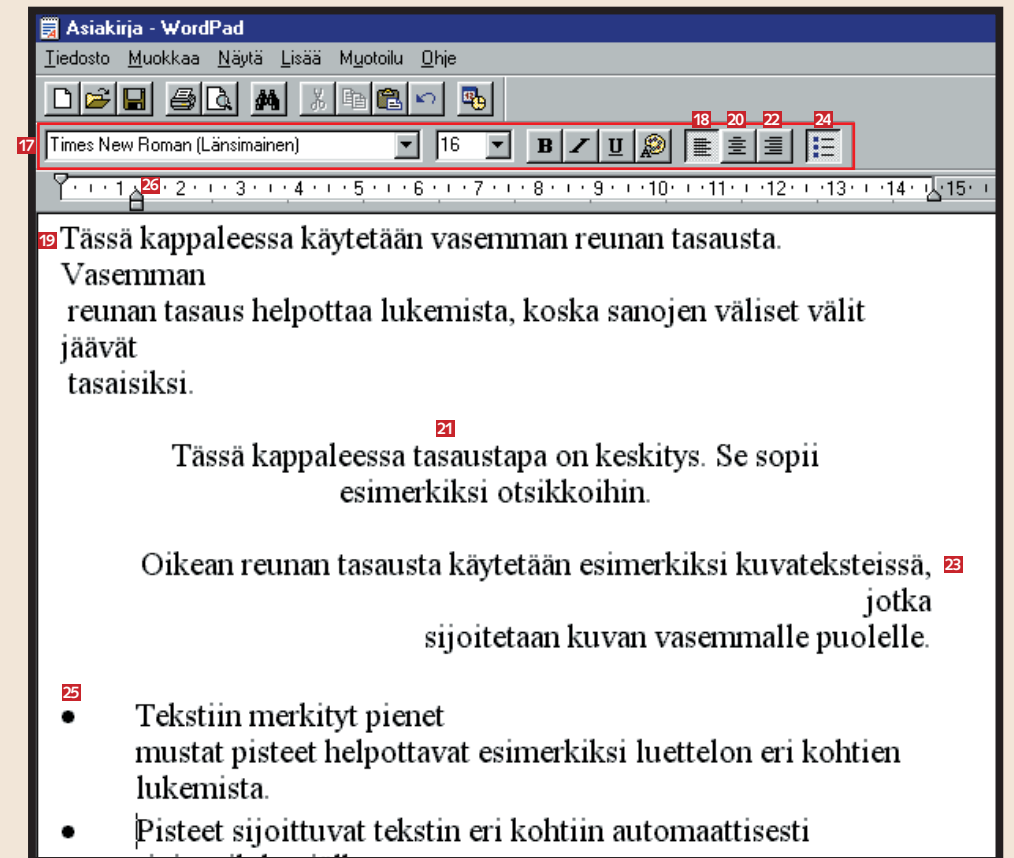 Asiakirja - WordPad
Tiedosto Muokkaa Näytä Lisää Muotoilu Ohje
18 20 22 24
17 Times New Roman (Länsimainen) 16 B I U
1 26 2 3 4 5 6 7 8 9 10 11 12 13 14 15
19 Tässä kappaleessa käytetään vasemman reunan tasausta.
Vasemman
reunan tasaus helpottaa lukemista, koska sanojen väliset välit
jäävät
tasaisiksi.
21
Tässä kappaleessa tasaustapa on keskitys. Se sopii
esimerkiksi otsikkoihin.
Oikean reunan tasausta käytetään esimerkiksi kuvateksteissä, 23
jotka
sijoitetaan kuvan vasemmalle puolelle.
25
• Tekstiin merkityt pienet
mustat pisteet helpottavat esimerkiksi luettelon eri kohtien
lukemista.
• Pisteet sijoittuvat tekstin eri kohtiin automaattisesti